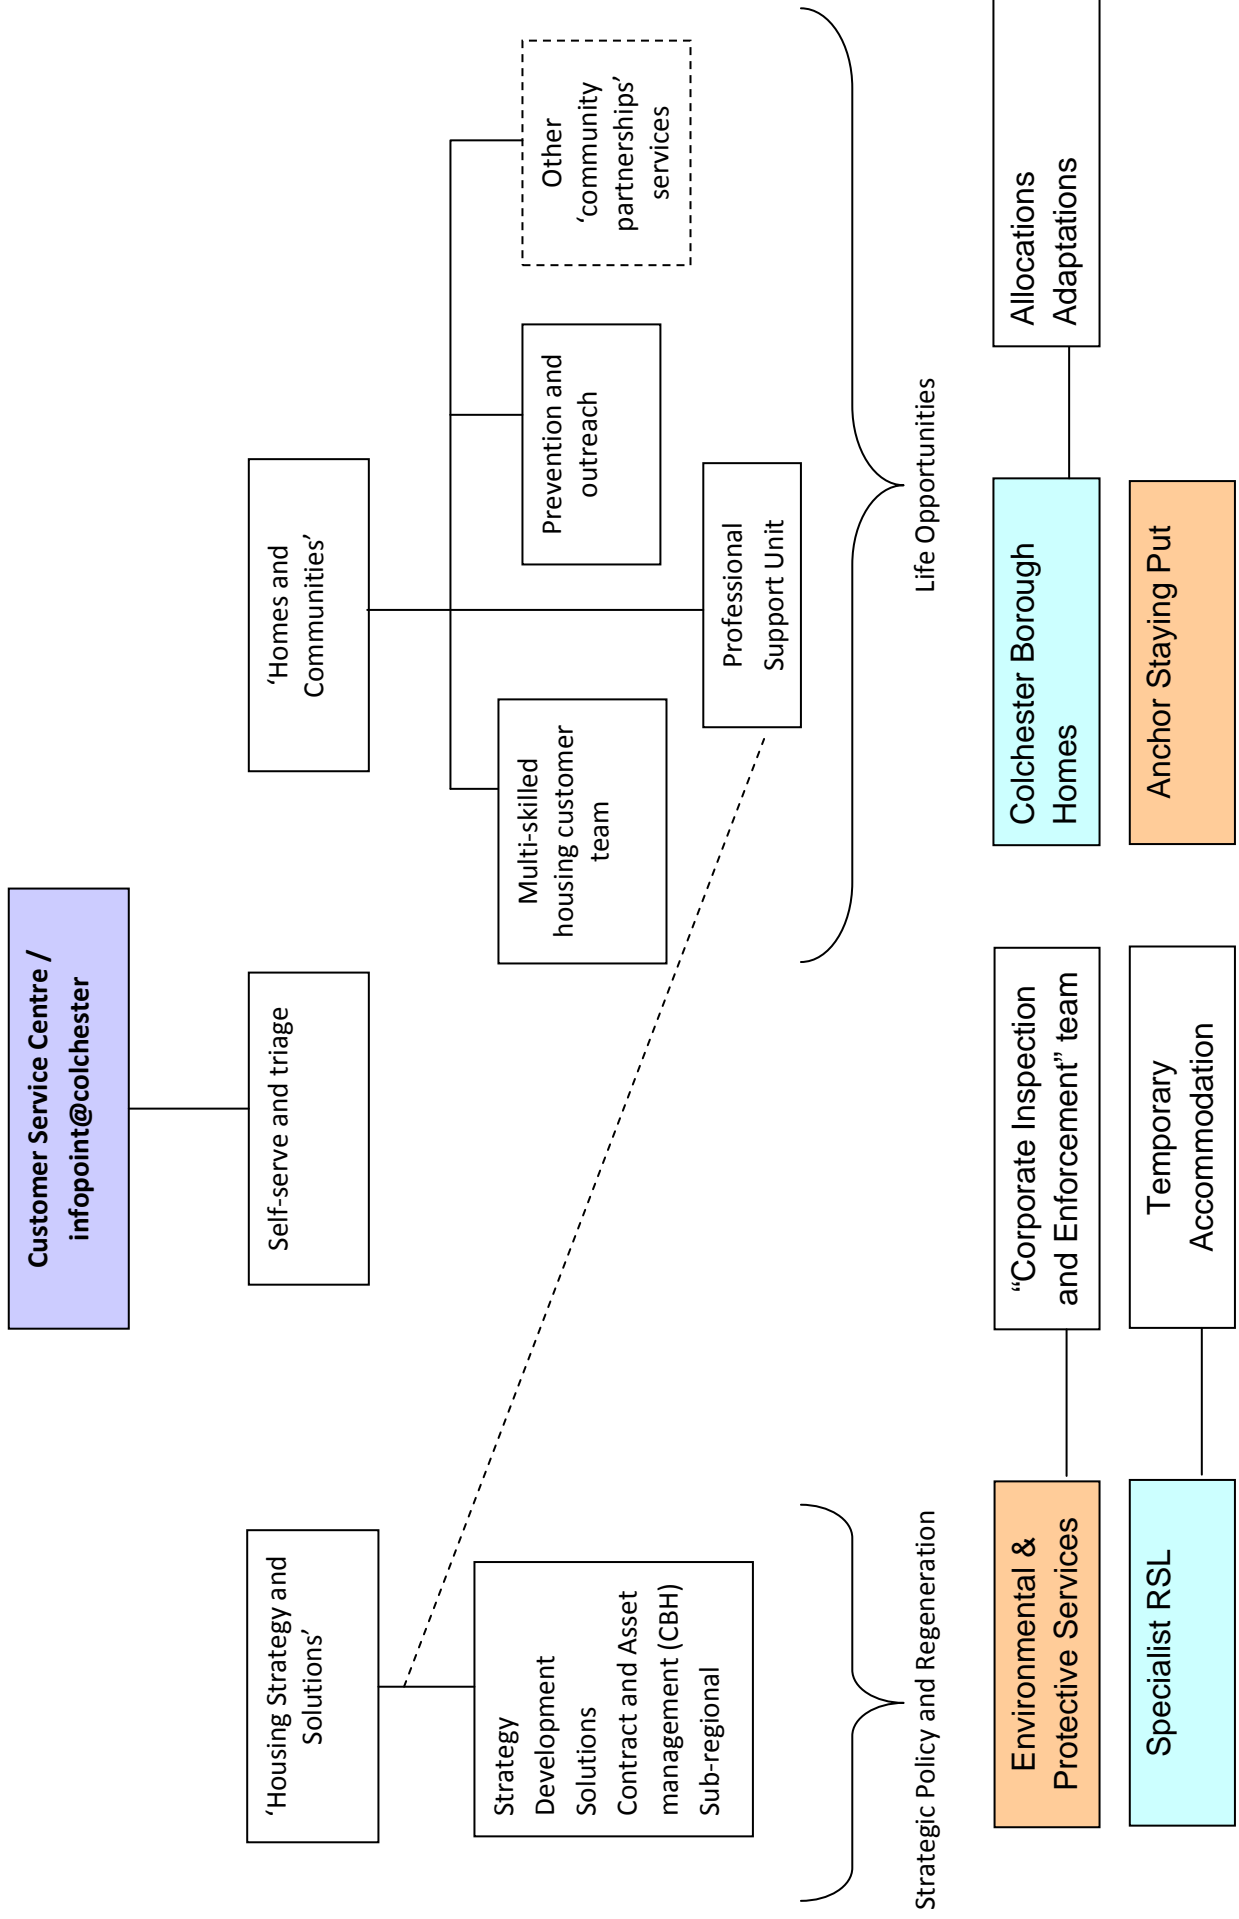 Customer Service Centre /
infopoint@colchester
‘Housing Strategy and
Solutions’
Self-serve and triage
‘Homes and
Communities’
Strategy
Development
Solutions
Contract and Asset
management (CBH)
Sub-regional
Multi-skilled
housing customer
team
Prevention and
outreach
Other
‘community
partnerships’
services
Professional
Support Unit
Strategic Policy and Regeneration
Life Opportunities
Environmental &
Protective Services
“Corporate Inspection
and Enforcement” team
Colchester Borough
Homes
Allocations
Adaptations
Specialist RSL
Temporary
Accommodation
Anchor Staying Put